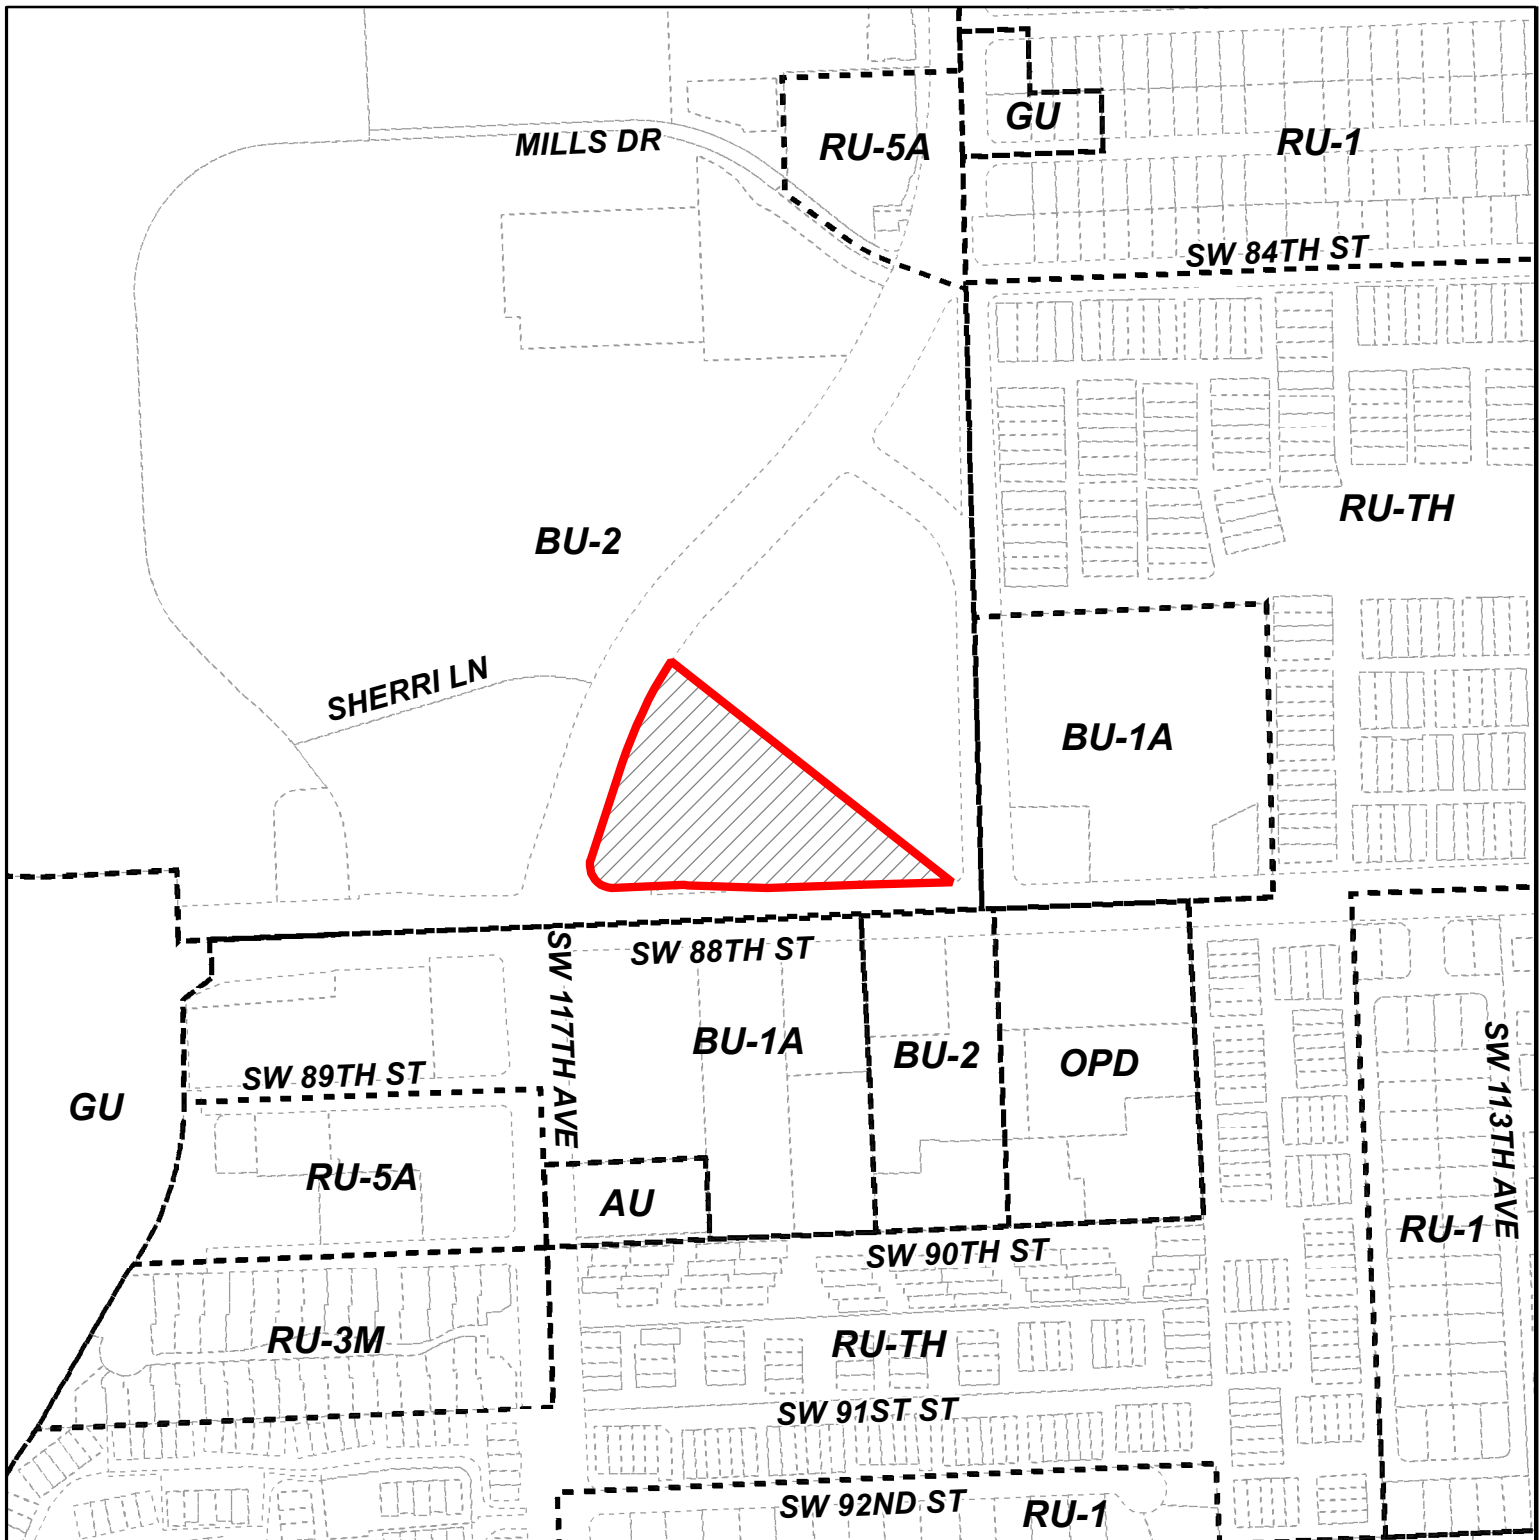 GU
MILLS DR
RU-5A
RU-1
SW 84TH ST
RU-TH
BU-2
SHERRI LN
BU-1A
SW 88TH ST
SW 117TH AVE
BU-1A
BU-2
OPD
SW 113TH AVE
SW 89TH ST
GU
RU-5A
AU
RU-1
SW 90TH ST
RU-3M
RU-TH
SW 91ST ST
SW 92ND ST
RU-1